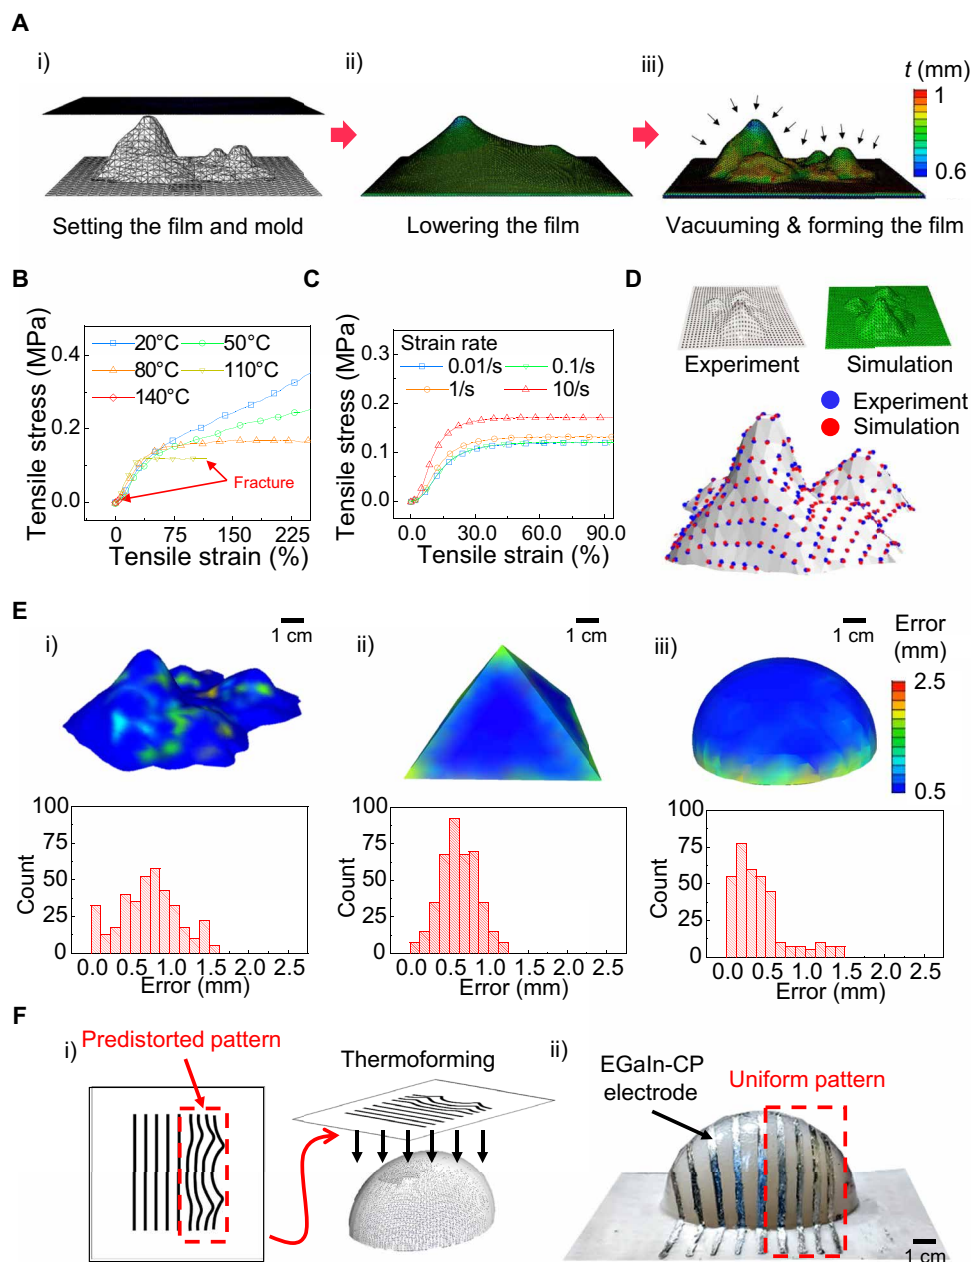 A
i)
ii)
iii)
t (mm)
1
0.6
Setting the film and mold
Lowering the film
Vacuuming & forming the film
B
Tensile stress (MPa)
0.4
0.2
0.0
20°C
50°C
80°C
110°C
140°C
Fracture
0
75
150
225
Tensile strain (%)
C
Tensile stress (MPa)
0.3
0.2
0.1
0.0
Strain rate
0.01/s
0.1/s
1/s
10/s
0.0
30.0
60.0
90.0
Tensile strain (%)
D
Experiment
Simulation
Experiment
Simulation
E
i)
1 cm
ii)
1 cm
iii)
1 cm
Error
(mm)
2.5
0.5
Count
100
75
50
25
0
0.0 0.5 1.0 1.5 2.0 2.5
Error (mm)
Count
100
75
50
25
0
0.0 0.5 1.0 1.5 2.0 2.5
Error (mm)
Count
100
75
50
25
0
0.0 0.5 1.0 1.5 2.0 2.5
Error (mm)
F
i)
Predistorted pattern
Thermoforming
ii)
EGaIn-CP
electrode
Uniform pattern
1 cm